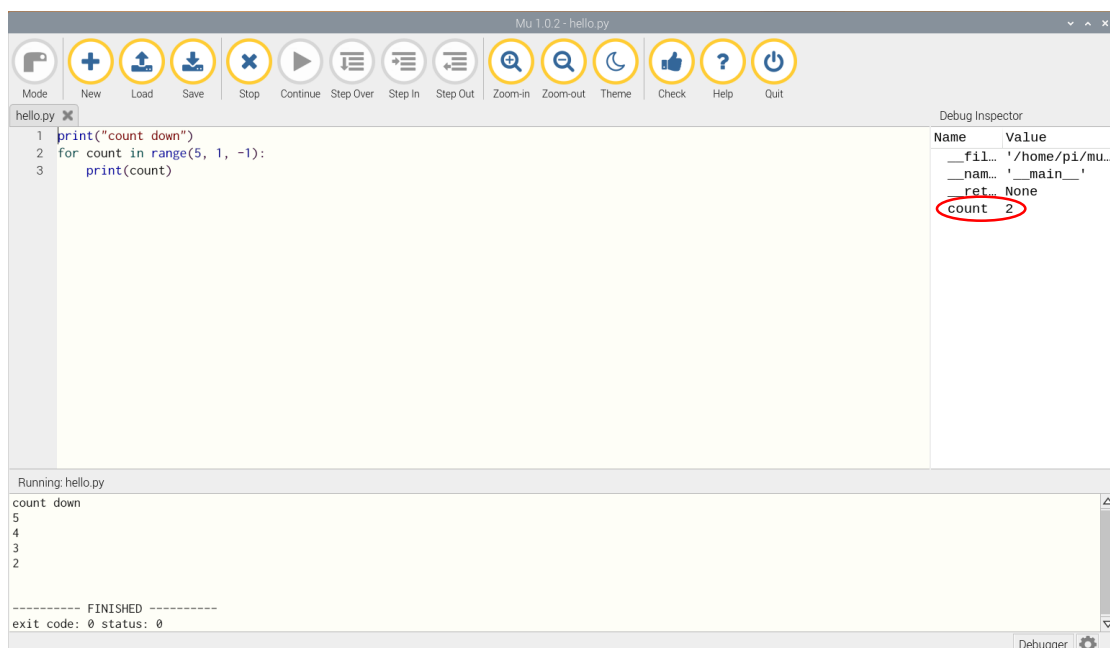 Mu 1.0.2 - hello.py
Mode New Load Save Stop Continue Step Over Step In Step Out Zoom-in Zoom-out Theme Check Help Quit
hello.py
Debug Inspector
1 print("count down")
2 for count in range(5, 1, -1):
3     print(count)
Name Value
__fil… '/home/pi/mu…
__nam… '__main__'
__ret… None
count 2
Running: hello.py
count down
5
4
3
2
---------- FINISHED ----------
exit code: 0 status: 0
Debugger